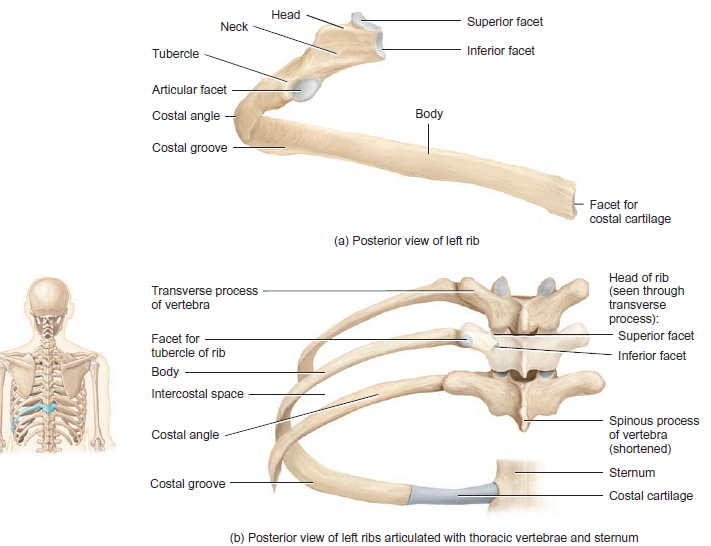 Head
Neck
Tubercle
Articular facet
Costal angle
Costal groove
Superior facet
Inferior facet
Body
Facet for
costal cartilage
(a) Posterior view of left rib
Transverse process
of vertebra
Facet for
tubercle of rib
Body
Intercostal space
Costal angle
Costal groove
Head of rib
(seen through
transverse
process):
Superior facet
Inferior facet
Spinous process
of vertebra
(shortened)
Sternum
Costal cartilage
(b) Posterior view of left ribs articulated with thoracic vertebrae and sternum